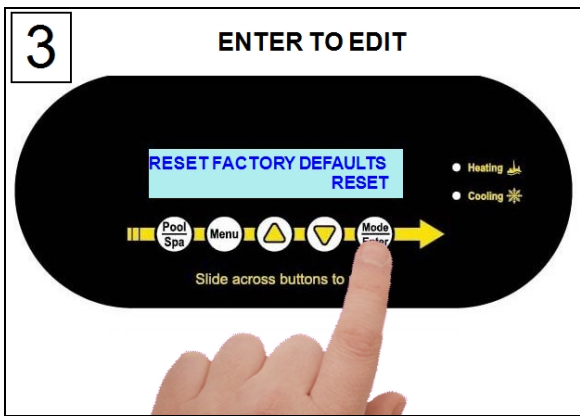 3
ENTER TO EDIT
RESET FACTORY DEFAULTS
RESET
Heating
Cooling
Pool
Spa
Menu
Mode
Enter
Slide across buttons to